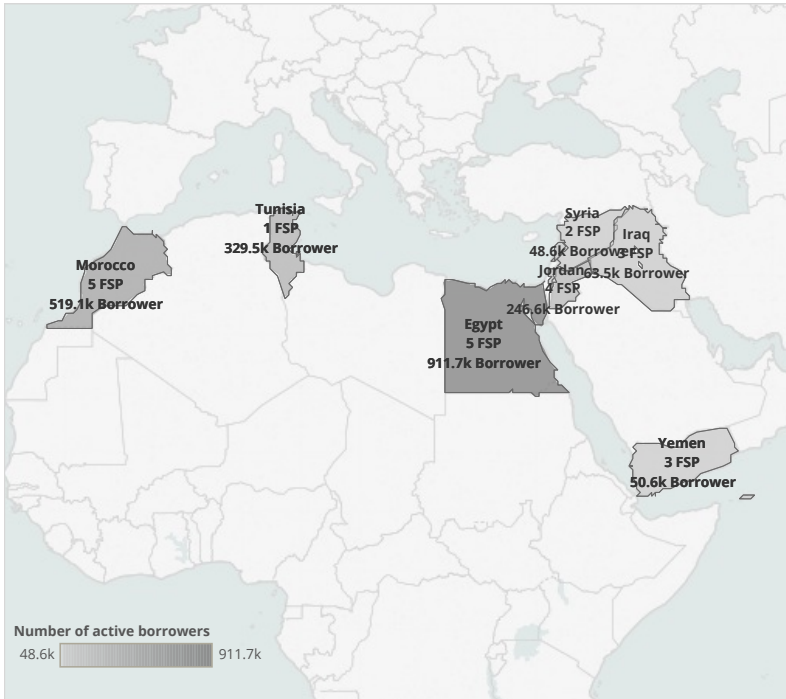 Tunisia
1 FSP
329.5k Borrower
Syria
2 FSP
48.6k Borrower
Iraq
3 FSP
63.5k Borrower
Morocco
5 FSP
519.1k Borrower
Jordan
4 FSP
246.6k Borrower
Egypt
5 FSP
911.7k Borrower
Yemen
3 FSP
50.6k Borrower
Number of active borrowers
48.6k 911.7k